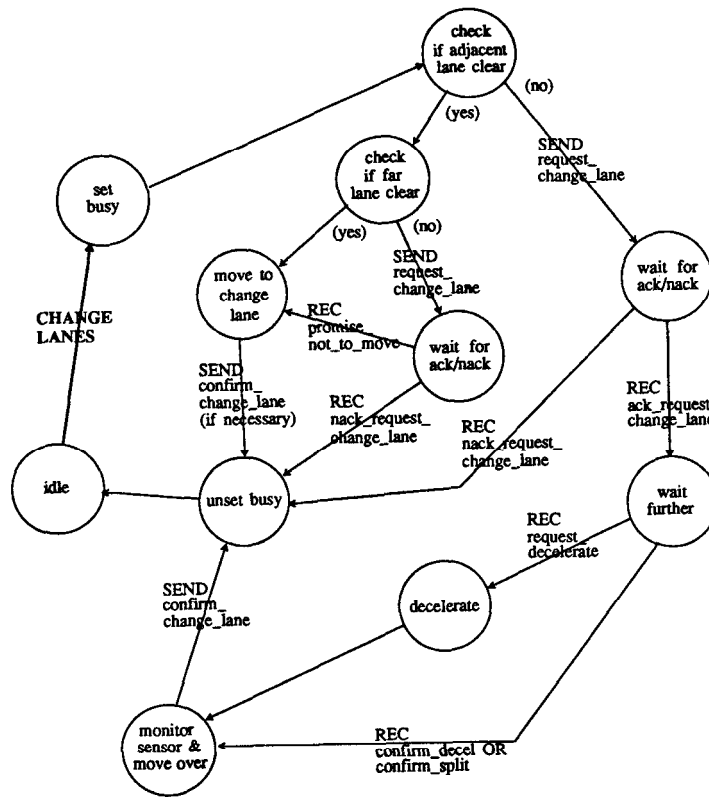 check
if adjacent
lane clear
(no)
(yes)
SEND
request_
change_lane
check
if far
lane clear
set
busy
(yes)
(no)
SEND
request_
change_lane
move to
change
lane
wait for
ack/nack
REC
promise_
not_to_move
CHANGE
LANES
wait for
ack/nack
SEND
confirm_
change_lane
(if necessary)
REC
nack_request_
change_lane
REC
ack_request_
change_lane
REC
nack_request_
change_lane
idle
unset busy
wait
further
REC
request_
decelerate
SEND
confirm_
change_lane
decelerate
monitor
sensor &
move over
REC
confirm_decel OR
confirm_split